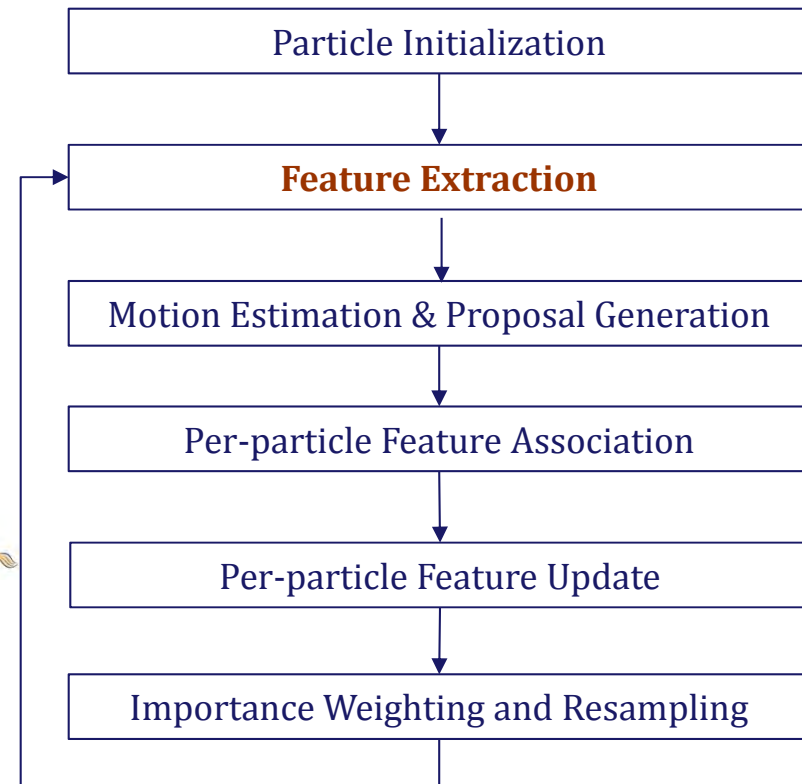 Particle Initialization
Feature Extraction
Motion Estimation & Proposal Generation
Per-particle Feature Association
Per-particle Feature Update
Importance Weighting and Resampling